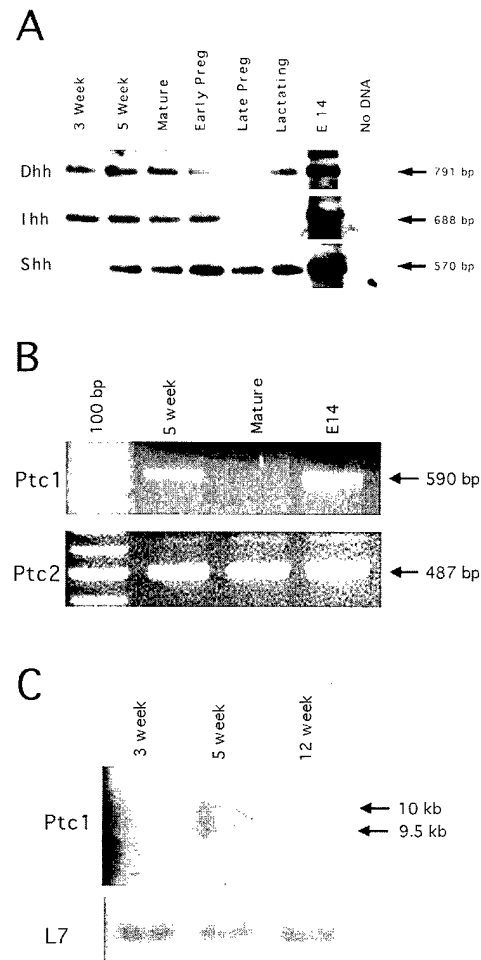 A
3 Week
5 Week
Mature
Early Preg
Late Preg
Lactating
E 14
No DNA
Dhh
791 bp
Ihh
688 bp
Shh
570 bp
B
100 bp
5 week
Mature
E14
Ptc1
590 bp
Ptc2
487 bp
C
3 week
5 week
12 week
Ptc1
10 kb
9.5 kb
L7